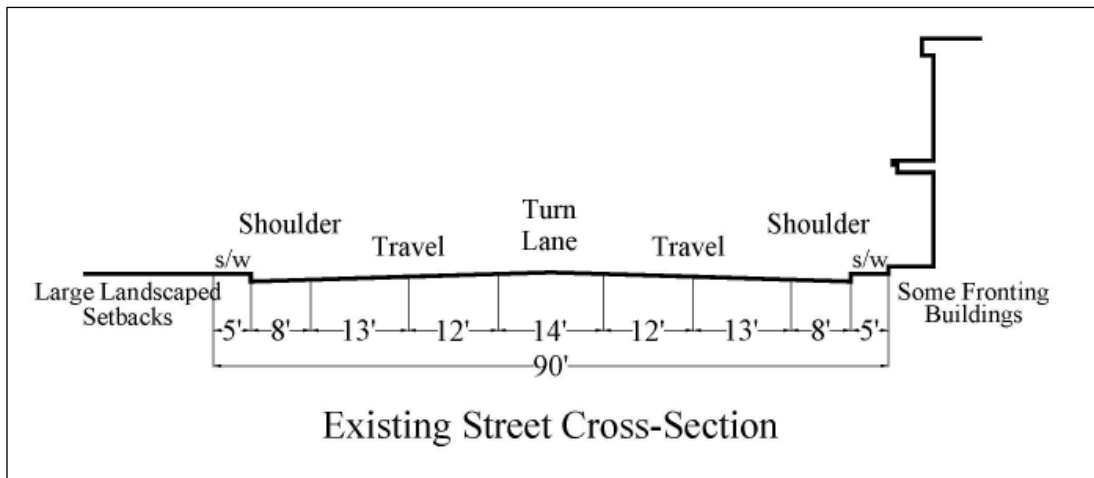 Shoulder
Travel
Turn
Lane
Travel
Shoulder
s/w
s/w
Large Landscaped
Setbacks
Some Fronting
Buildings
5' 8' 13' 12' 14' 12' 13' 8' 5'
90'
Existing Street Cross-Section